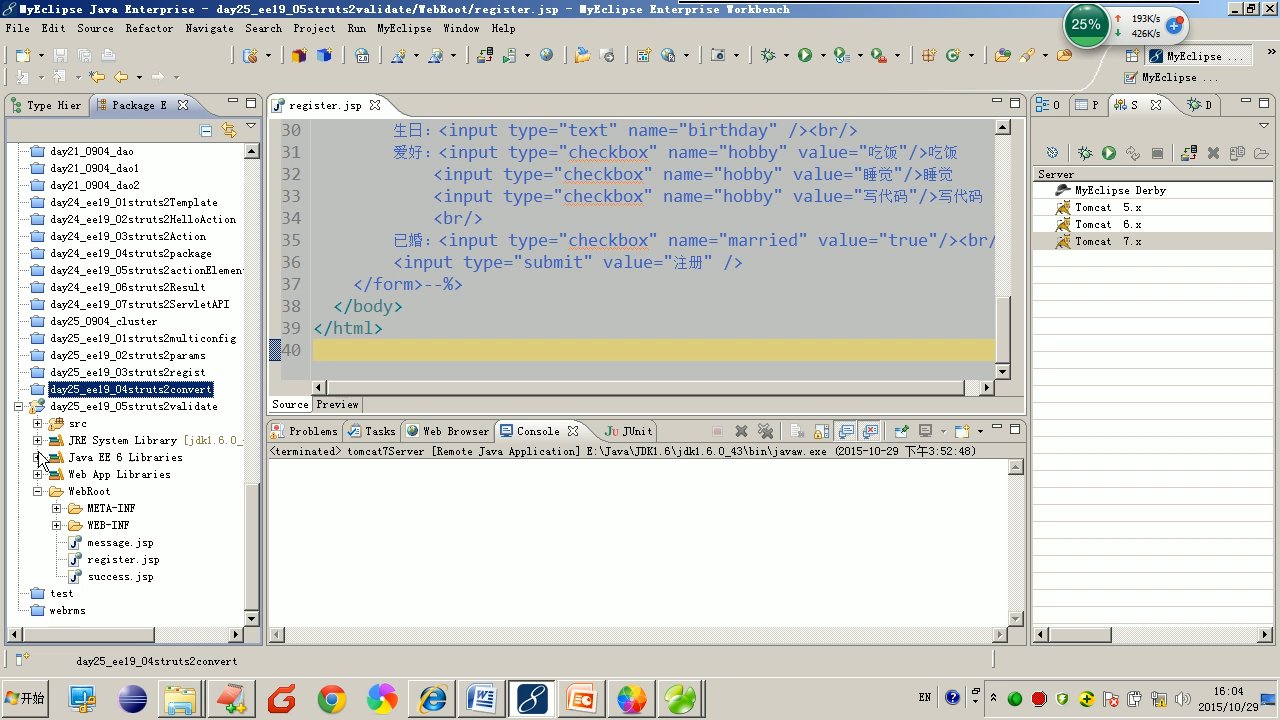 MyEclipse Java Enterprise - day25_ee19_05struts2validate/WebRoot/register.jsp - MyEclipse Enterprise Workbench
File Edit Source Refactor Navigate Search Project Run MyEclipse Window Help
25%
193K/s
426K/s
MyEclipse ...
MyEclipse ...
Type Hier
Package E
register.jsp
O
P
S
D
day21_0904_dao
day21_0904_dao1
day21_0904_dao2
day24_ee19_01struts2Template
day24_ee19_02struts2HelloAction
day24_ee19_03struts2Action
day24_ee19_04struts2package
day24_ee19_05struts2actionElemen
day24_ee19_06struts2Result
day24_ee19_07struts2ServletAPI
day25_0904_cluster
day25_ee19_01struts2multiconfig
day25_ee19_02struts2params
day25_ee19_03struts2regist
day25_ee19_04struts2convert
day25_ee19_05struts2validate
src
JRE System Library [jdk1.6.0_
Java EE 6 Libraries
Web App Libraries
WebRoot
META-INF
WEB-INF
message.jsp
register.jsp
success.jsp
test
webrms
30 生日：<input type="text" name="birthday" /><br/>
31 爱好：<input type="checkbox" name="hobby" value="吃饭"/>吃饭
32 <input type="checkbox" name="hobby" value="睡觉"/>睡觉
33 <input type="checkbox" name="hobby" value="写代码"/>写代码
34 <br/>
35 已婚：<input type="checkbox" name="married" value="true"/><br/
36 <input type="submit" value="注册" />
37 </form>--%>
38 </body>
39 </html>
40
Source Preview
Server
MyEclipse Derby
Tomcat 5.x
Tomcat 6.x
Tomcat 7.x
Problems Tasks Web Browser Console JUnit
<terminated> tomcat7Server [Remote Java Application] E:\Java\JDK1.6\jdk1.6.0_43\bin\javaw.exe (2015-10-29 下午3:52:48)
day25_ee19_04struts2convert
开始
EN
16:04
2015/10/29